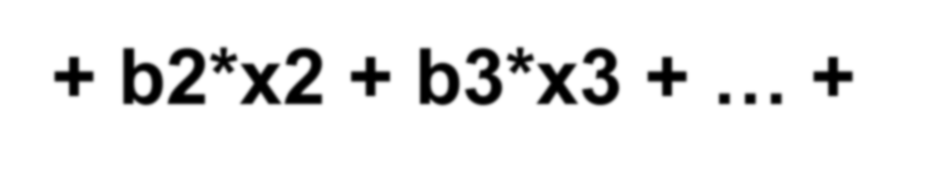 + b2*x2 + b3*x3 + ... +